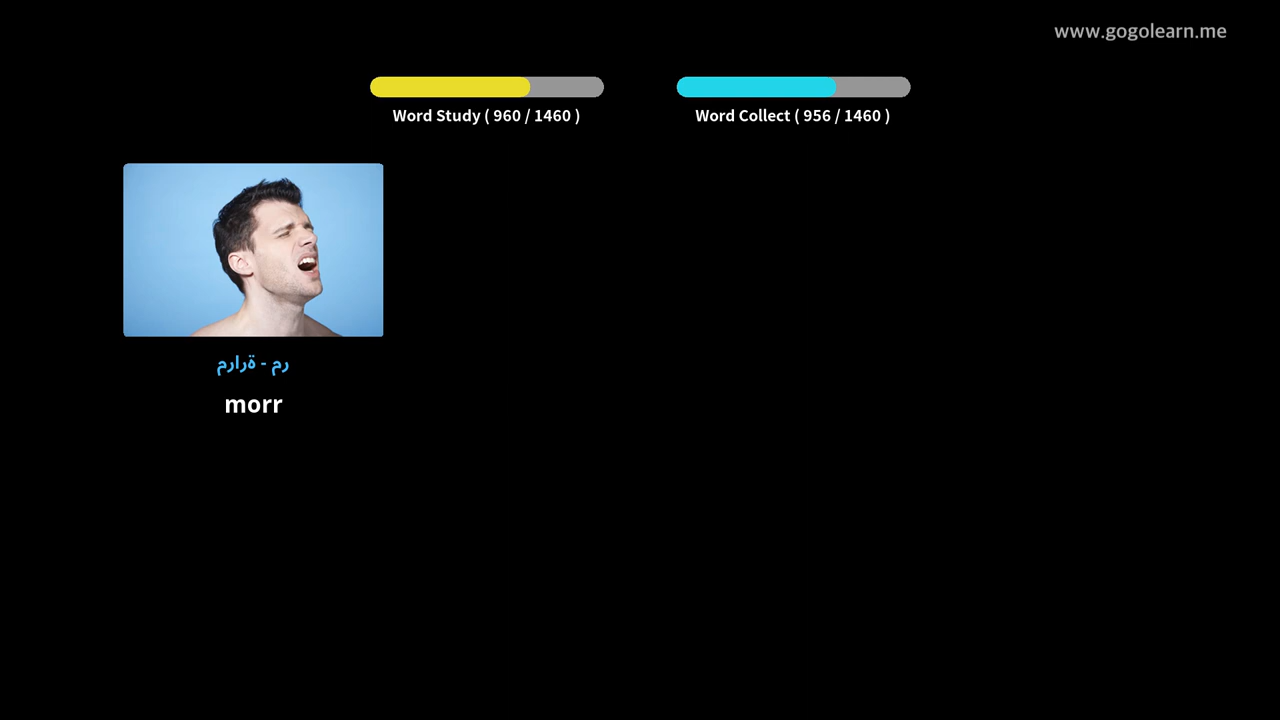 www.gogolearn.me
Word Study ( 960 / 1460 )
Word Collect ( 956 / 1460 )
رم - ةرارم
morr